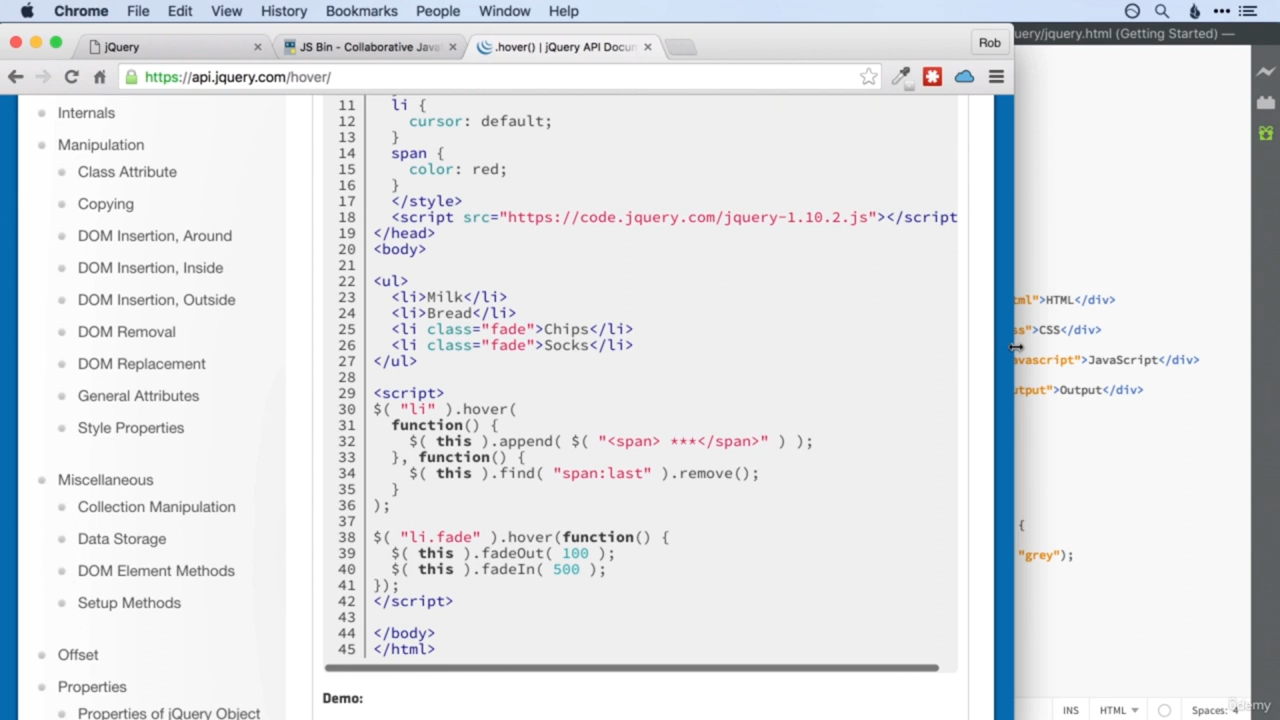 Chrome File Edit View History Bookmarks People Window Help
jQuery
JS Bin - Collaborative Java
.hover() | jQuery API Docum
Rob
uery/jquery.html (Getting Started) —
https://api.jquery.com/hover/
Internals
Manipulation
Class Attribute
Copying
DOM Insertion, Around
DOM Insertion, Inside
DOM Insertion, Outside
DOM Removal
DOM Replacement
General Attributes
Style Properties
Miscellaneous
Collection Manipulation
Data Storage
DOM Element Methods
Setup Methods
Offset
Properties
Properties of jQuery Object
11 li {
12 cursor: default;
13 }
14 span {
15 color: red;
16 }
17 </style>
18 <script src="https://code.jquery.com/jquery-1.10.2.js"></script
19 </head>
20 <body>
21
22 <ul>
23 <li>Milk</li>
24 <li>Bread</li>
25 <li class="fade">Chips</li>
26 <li class="fade">Socks</li>
27 </ul>
28
29 <script>
30 $( "li" ).hover(
31 function() {
32 $( this ).append( $( "<span> ***</span>" ) );
33 }, function() {
34 $( this ).find( "span:last" ).remove();
35 }
36 );
37
38 $( "li.fade" ).hover(function() {
39 $( this ).fadeOut( 100 );
40 $( this ).fadeIn( 500 );
41 });
42 </script>
43
44 </body>
45 </html>
Demo:
tml">HTML</div>
ss">CSS</div>
avascript">JavaScript</div>
utput">Output</div>
{
"grey");
INS HTML Spaces: 4
Udemy